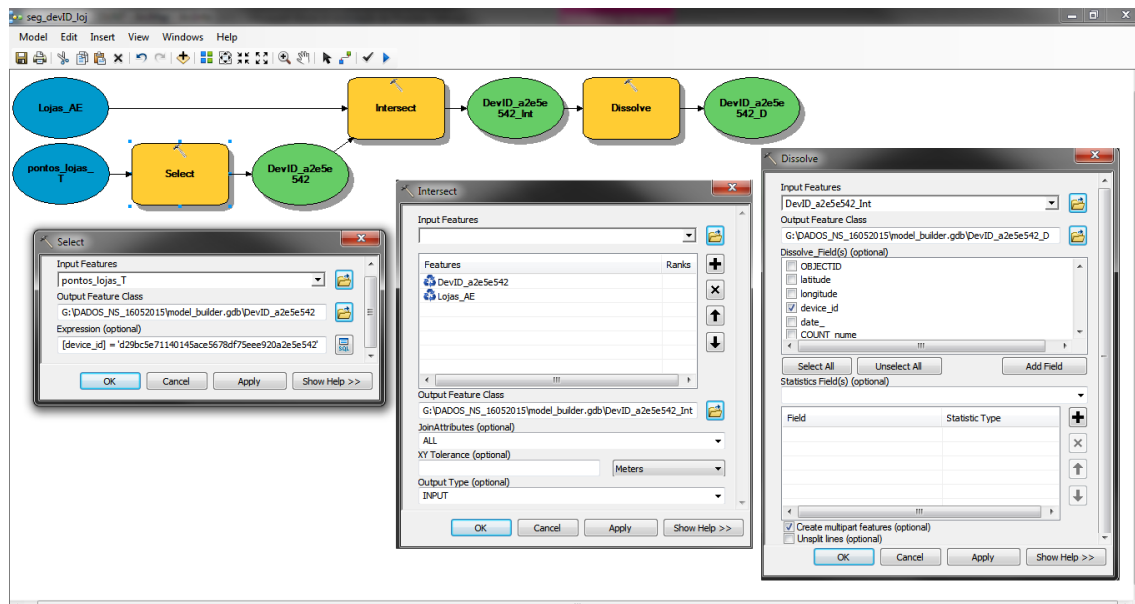 seg_devID_loj
Model Edit Insert View Windows Help
Lojas_AE
Intersect
DevID_a2e5e
542_Int
Dissolve
DevID_a2e5e
542_D
pontos_lojas_
T
Select
DevID_a2e5e
542
Select
Input Features
pontos_lojas_T
Output Feature Class
G:\DADOS_NS_16052015\model_builder.gdb\DevID_a2e5e542
Expression (optional)
[device_id] = 'd29bc5e71140145ace5678df75eee920a2e5e542'
SQL
OK Cancel Apply Show Help >>
Intersect
Input Features
Features Ranks
DevID_a2e5e542
Lojas_AE
Output Feature Class
G:\DADOS_NS_16052015\model_builder.gdb\DevID_a2e5e542_Int
JoinAttributes (optional)
ALL
XY Tolerance (optional)
Meters
Output Type (optional)
INPUT
OK Cancel Apply Show Help >>
Dissolve
Input Features
DevID_a2e5e542_Int
Output Feature Class
G:\DADOS_NS_16052015\model_builder.gdb\DevID_a2e5e542_D
Dissolve_Field(s) (optional)
OBJECTID
latitude
longitude
device_id
date_
COUNT_nume
Select All Unselect All Add Field
Statistics Field(s) (optional)
Field Statistic Type
Create multipart features (optional)
Unsplit lines (optional)
OK Cancel Apply Show Help >>